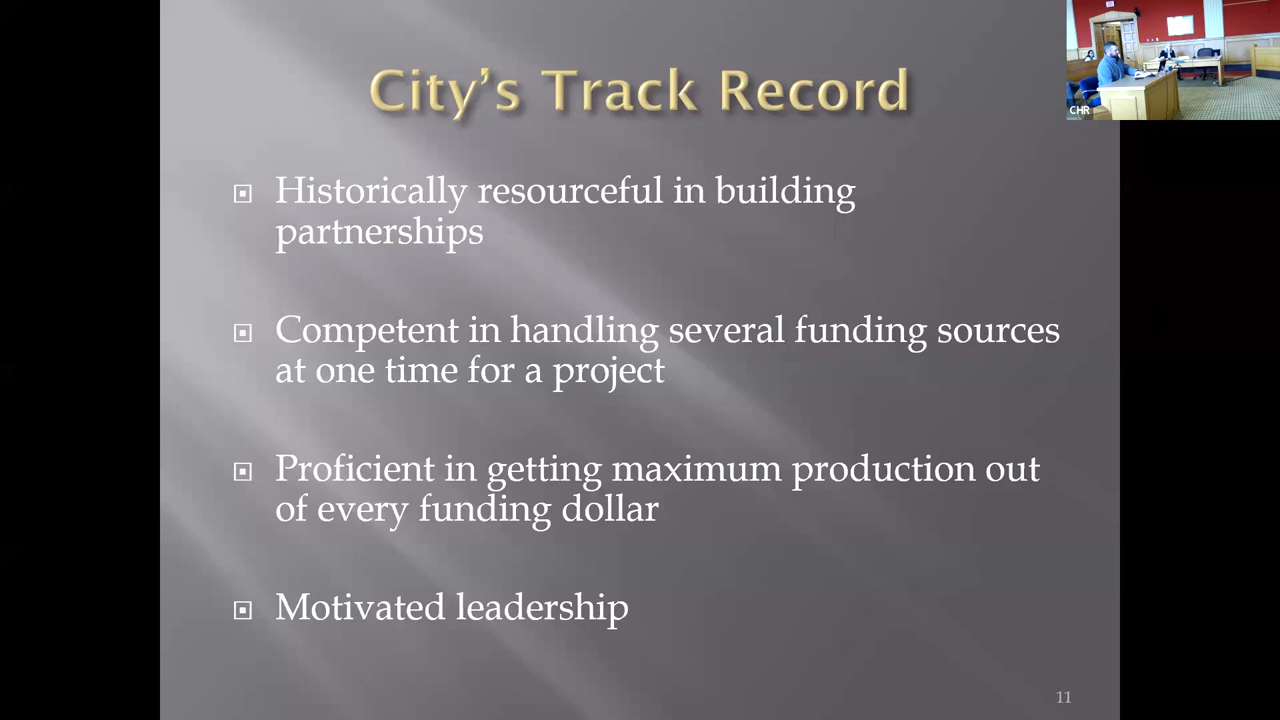 City's Track Record
CHR
Historically resourceful in building
partnerships
Competent in handling several funding sources
at one time for a project
Proficient in getting maximum production out
of every funding dollar
Motivated leadership
11